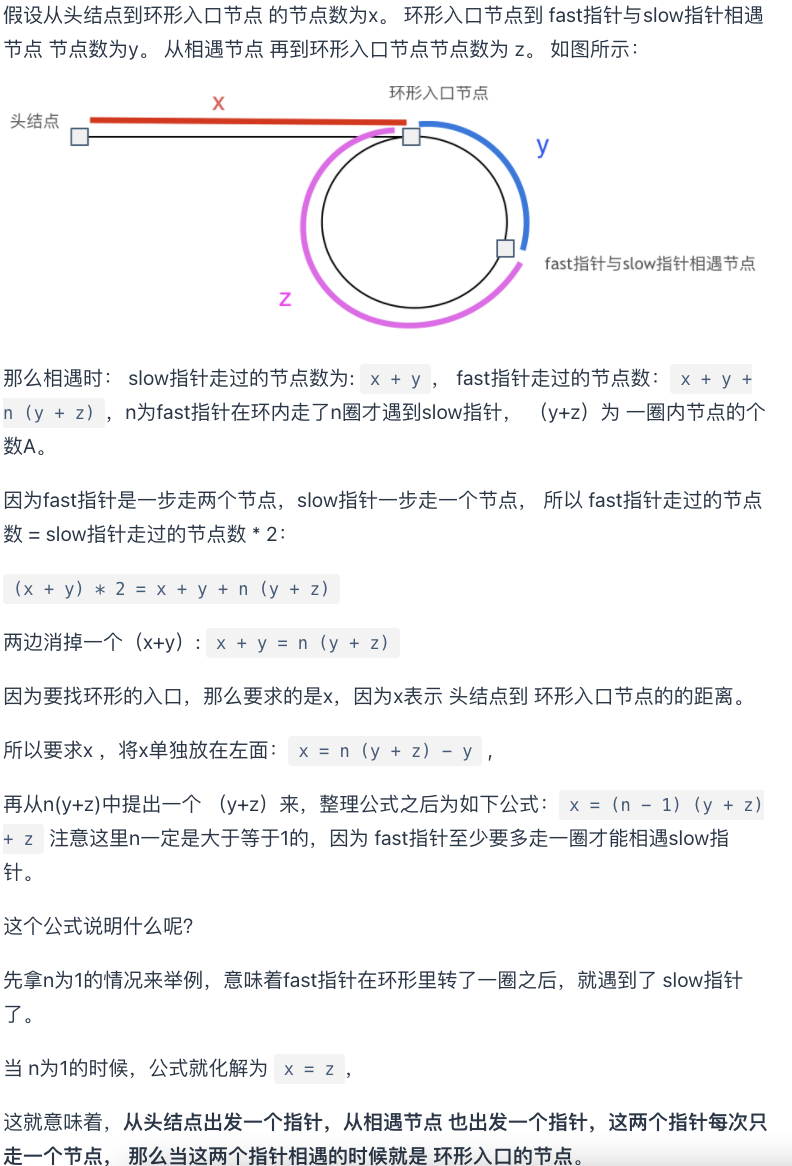 假设从头结点到环形入口节点 的节点数为x。 环形入口节点到 fast指针与slow指针相遇
节点 节点数为y。 从相遇节点 再到环形入口节点节点数为 z。 如图所示：
环形入口节点
x
头结点
y
fast指针与slow指针相遇节点
z
那么相遇时： slow指针走过的节点数为: x + y ， fast指针走过的节点数： x + y +
n (y + z) ，n为fast指针在环内走了n圈才遇到slow指针， （y+z）为 一圈内节点的个
数A。
因为fast指针是一步走两个节点，slow指针一步走一个节点， 所以 fast指针走过的节点
数 = slow指针走过的节点数 * 2：
(x + y) * 2 = x + y + n (y + z)
两边消掉一个（x+y）: x + y = n (y + z)
因为要找环形的入口，那么要求的是x，因为x表示 头结点到 环形入口节点的的距离。
所以要求x ，将x单独放在左面： x = n (y + z) - y ,
再从n(y+z)中提出一个 （y+z）来，整理公式之后为如下公式： x = (n - 1) (y + z)
+ z 注意这里n一定是大于等于1的，因为 fast指针至少要多走一圈才能相遇slow指
针。
这个公式说明什么呢?
先拿n为1的情况来举例，意味着fast指针在环形里转了一圈之后，就遇到了 slow指针
了。
当 n为1的时候，公式就化解为 x = z ，
这就意味着，从头结点出发一个指针，从相遇节点 也出发一个指针，这两个指针每次只
走一个节点， 那么当这两个指针相遇的时候就是 环形入口的节点。